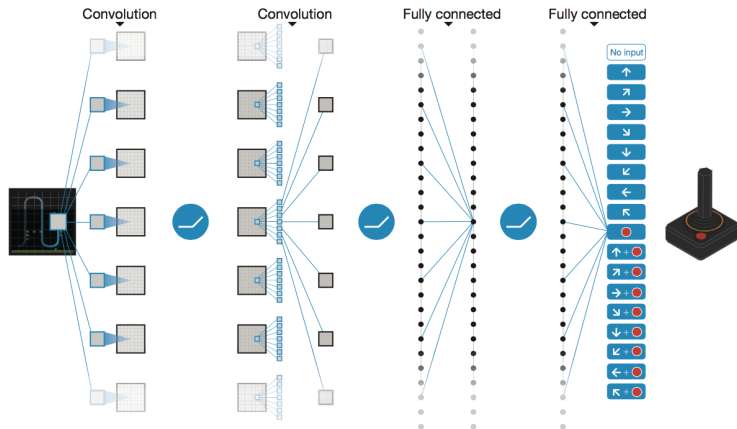 Convolution
Convolution
Fully connected
Fully connected
No input
+
+
+
+
+
+
+
+